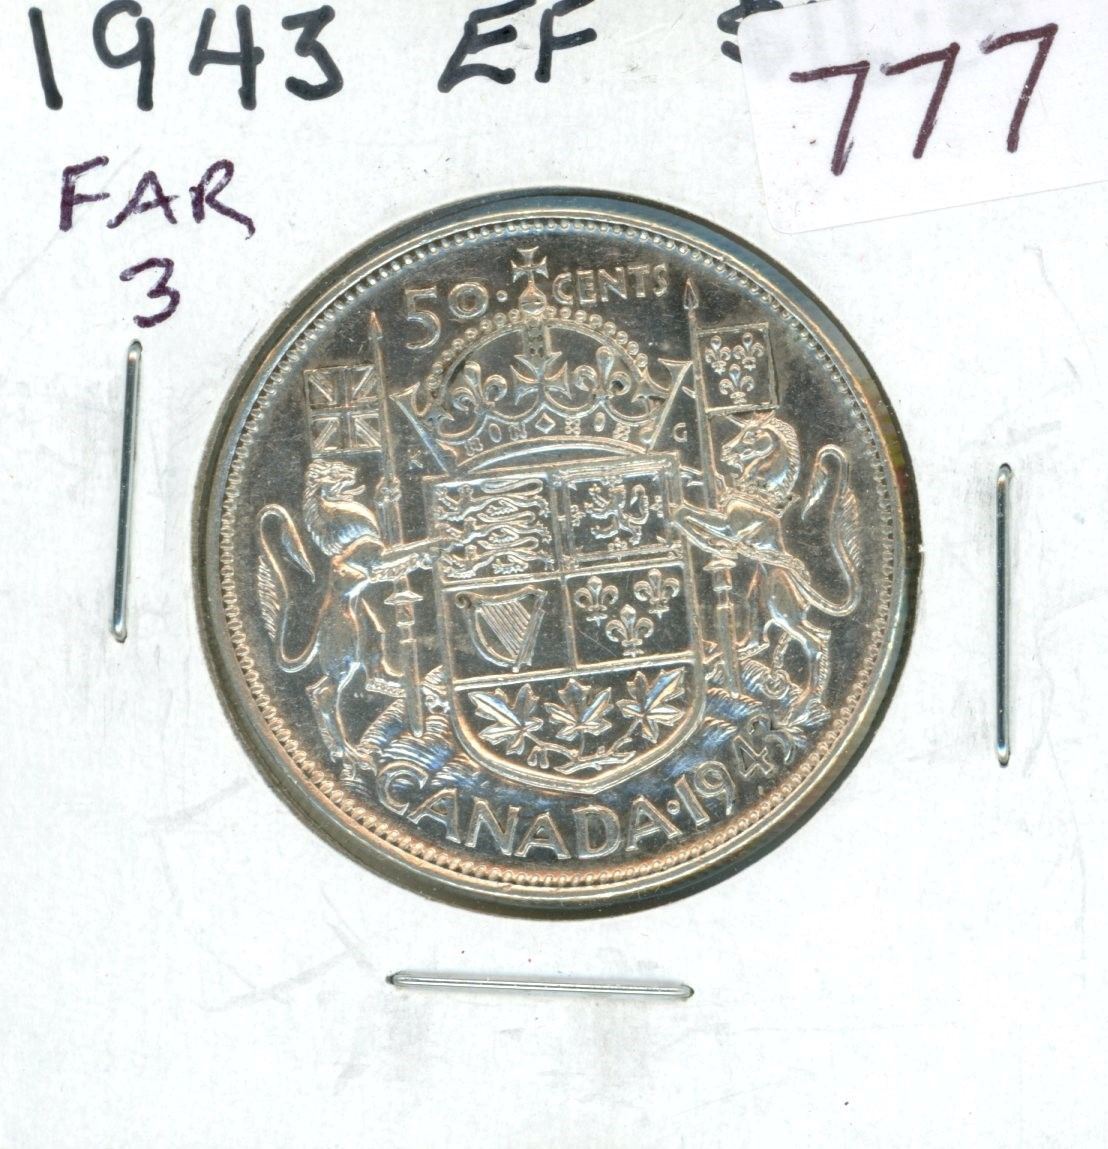 1943 EF
777
FAR
3
50. CENTS
K G
CANADA·1943